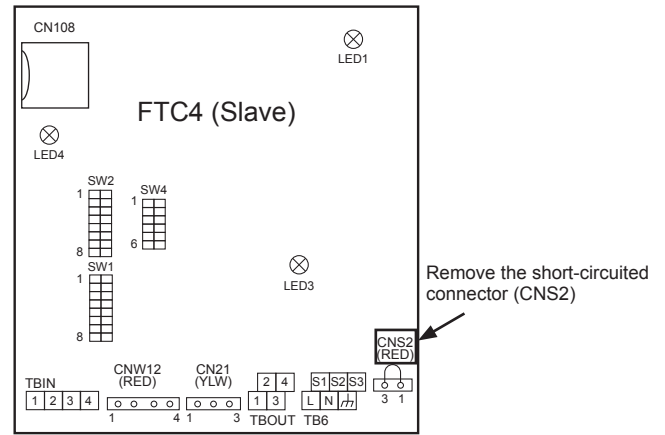 CN108
LED1
FTC4 (Slave)
LED4
SW2
1
8
SW4
1
6
SW1
1
8
LED3
Remove the short-circuited
connector (CNS2)
CNS2
(RED)
3 1
TBIN
1 2 3 4
CNW12
(RED)
1 4
CN21
(YLW)
1 3
2 4
1 3
TBOUT
S1 S2 S3
L N
TB6